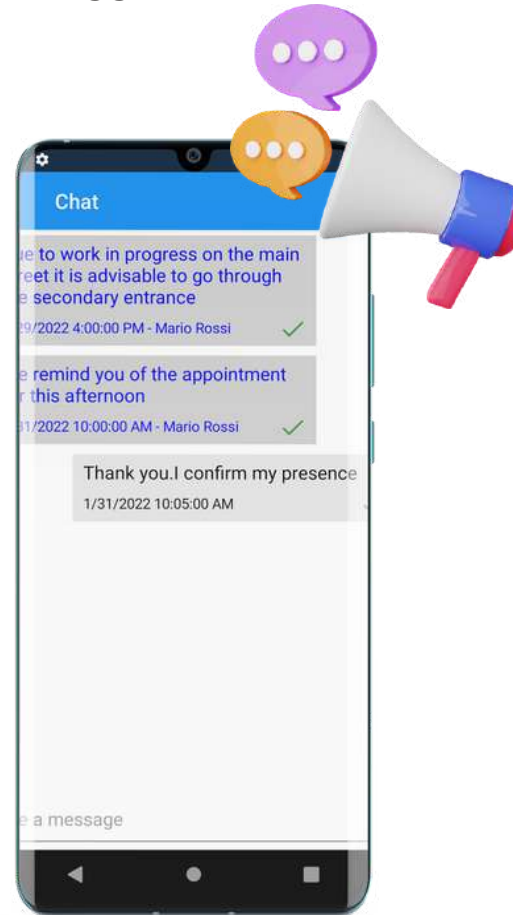 Chat
ue to work in progress on the main
reet it is advisable to go through
e secondary entrance
29/2022 4:00:00 PM - Mario Rossi
e remind you of the appointment
r this afternoon
31/2022 10:00:00 AM - Mario Rossi
Thank you.I confirm my presence
1/31/2022 10:05:00 AM
e a message